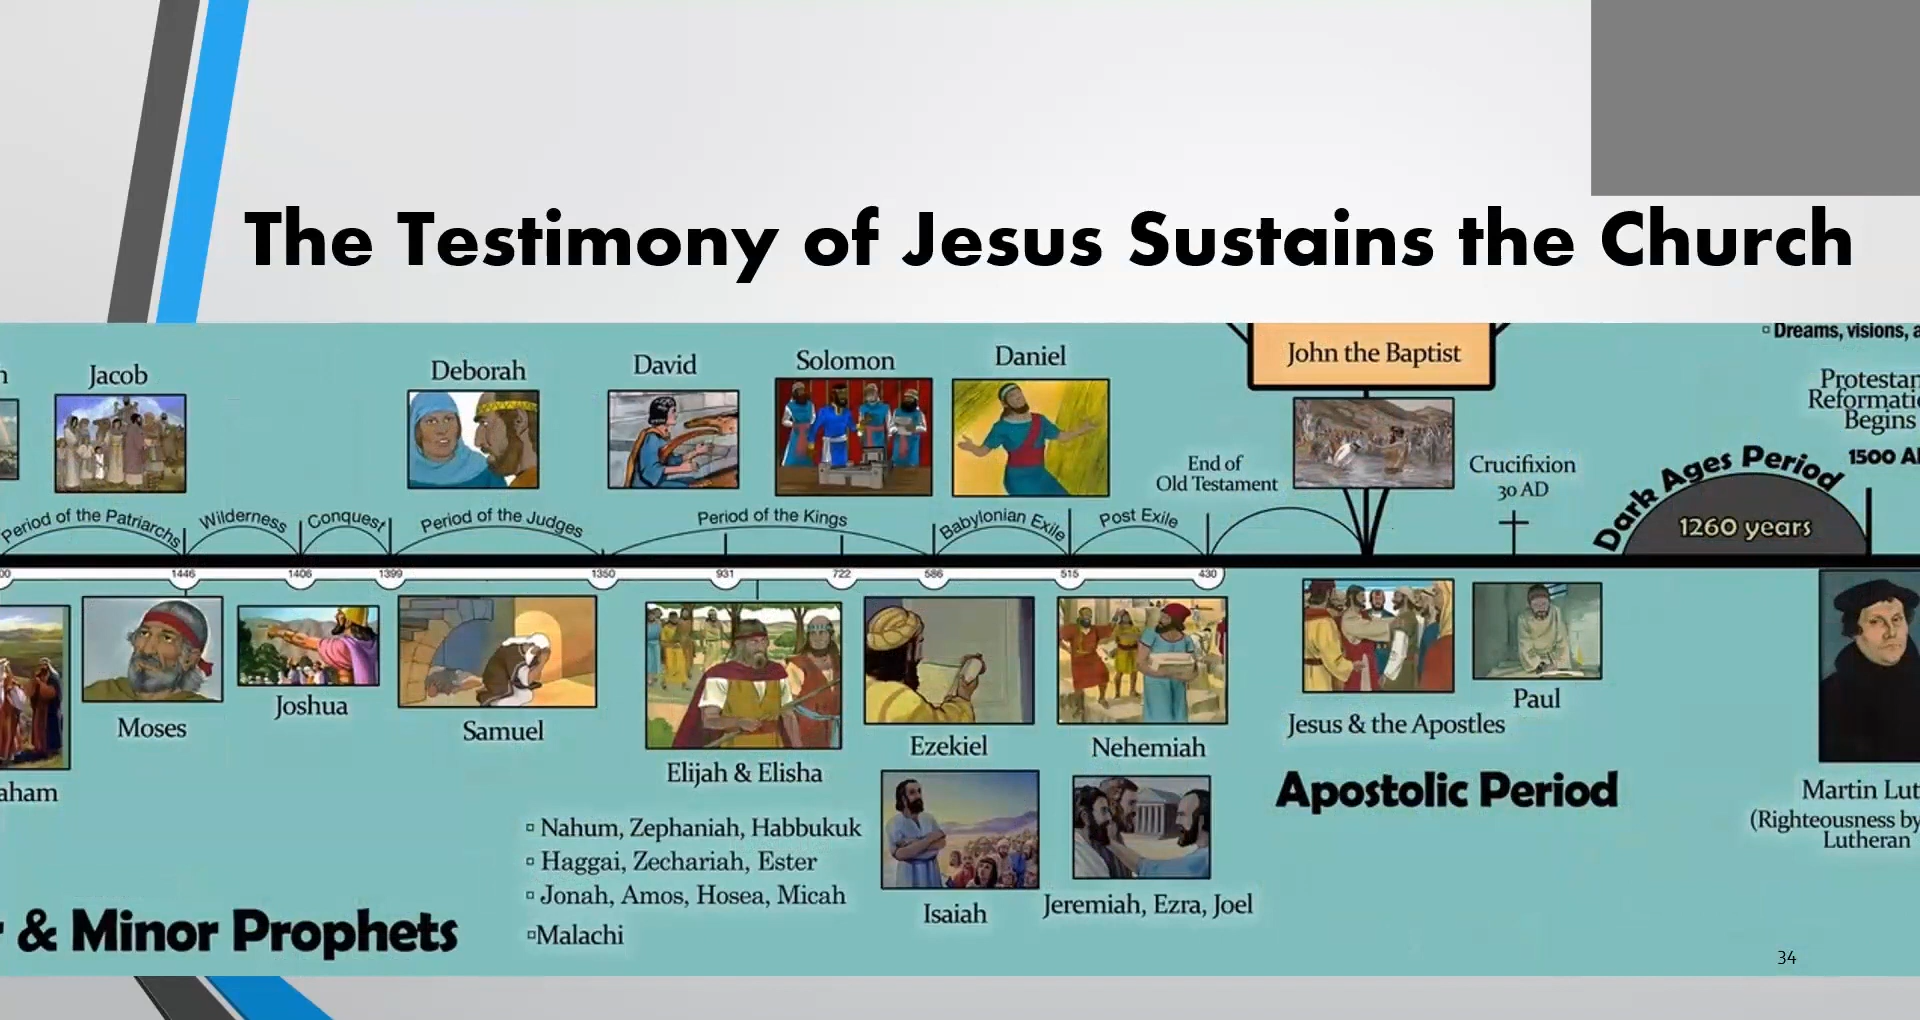 The Testimony of Jesus Sustains the Church
Jacob
Deborah
David
Solomon
Daniel
John the Baptist
▫ Dreams, visions, a
Protestan
Reformatio
Begins
1500 A
End of
Old Testament
Crucifixion
30 AD
Dark Ages Period
1260 years
Period of the Patriarchs
Wilderness
Conquest
Period of the Judges
Period of the Kings
Babylonian Exile
Post Exile
00
1446
1406
1399
1350
931
722
586
515
430
aham
Moses
Joshua
Samuel
Elijah & Elisha
Ezekiel
Nehemiah
Jesus & the Apostles
Paul
Apostolic Period
Martin Lut
(Righteousness by
Lutheran
▫ Nahum, Zephaniah, Habbukuk
▫ Haggai, Zechariah, Ester
▫ Jonah, Amos, Hosea, Micah
▫Malachi
Isaiah
Jeremiah, Ezra, Joel
& Minor Prophets
34